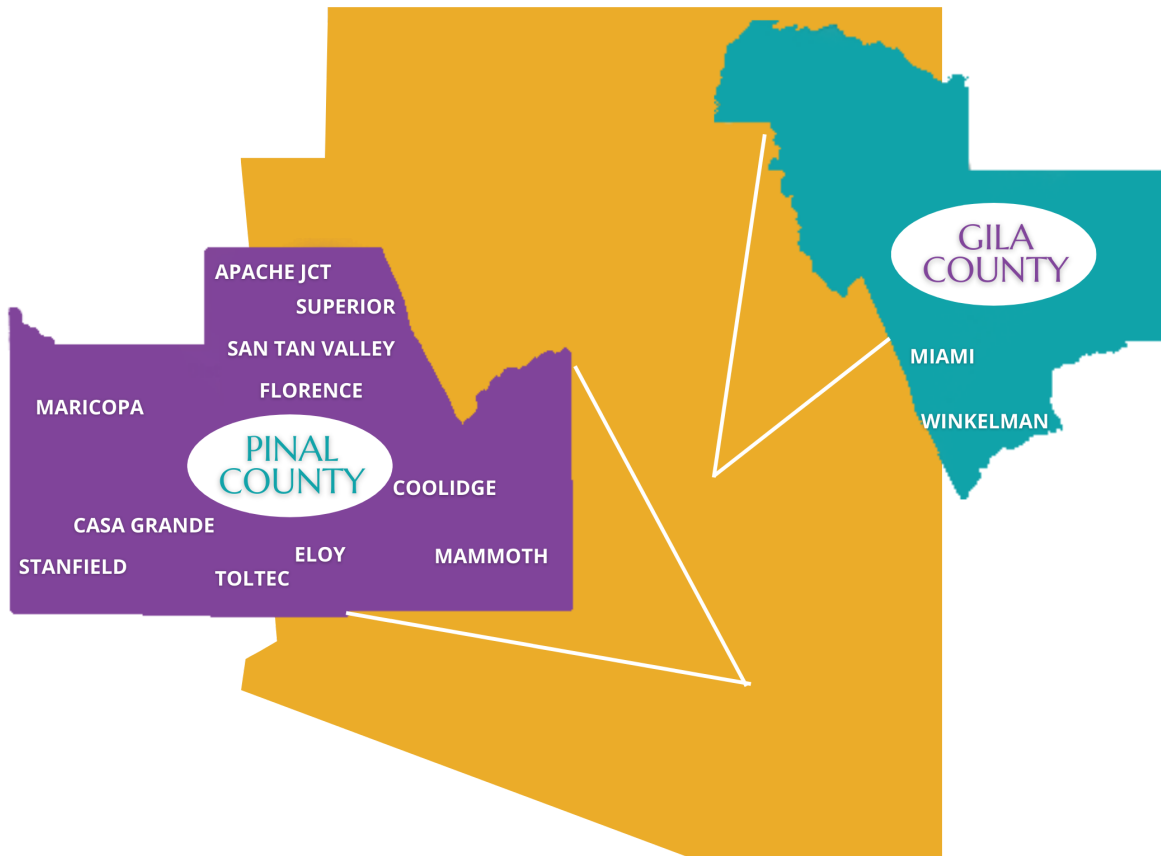 APACHE JCT
SUPERIOR
SAN TAN VALLEY
FLORENCE
MARICOPA
PINAL
COUNTY
COOLIDGE
CASA GRANDE
ELOY
MAMMOTH
STANFIELD
TOLTEC
GILA
COUNTY
MIAMI
WINKELMAN